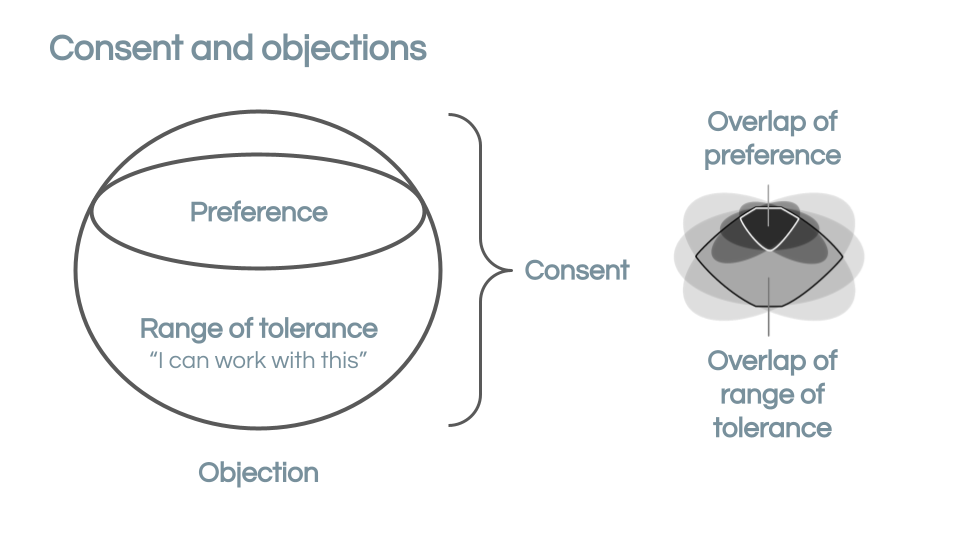 Consent and objections
Preference
Range of tolerance
“I can work with this”
Objection
Consent
Overlap of
preference
Overlap of
range of
tolerance